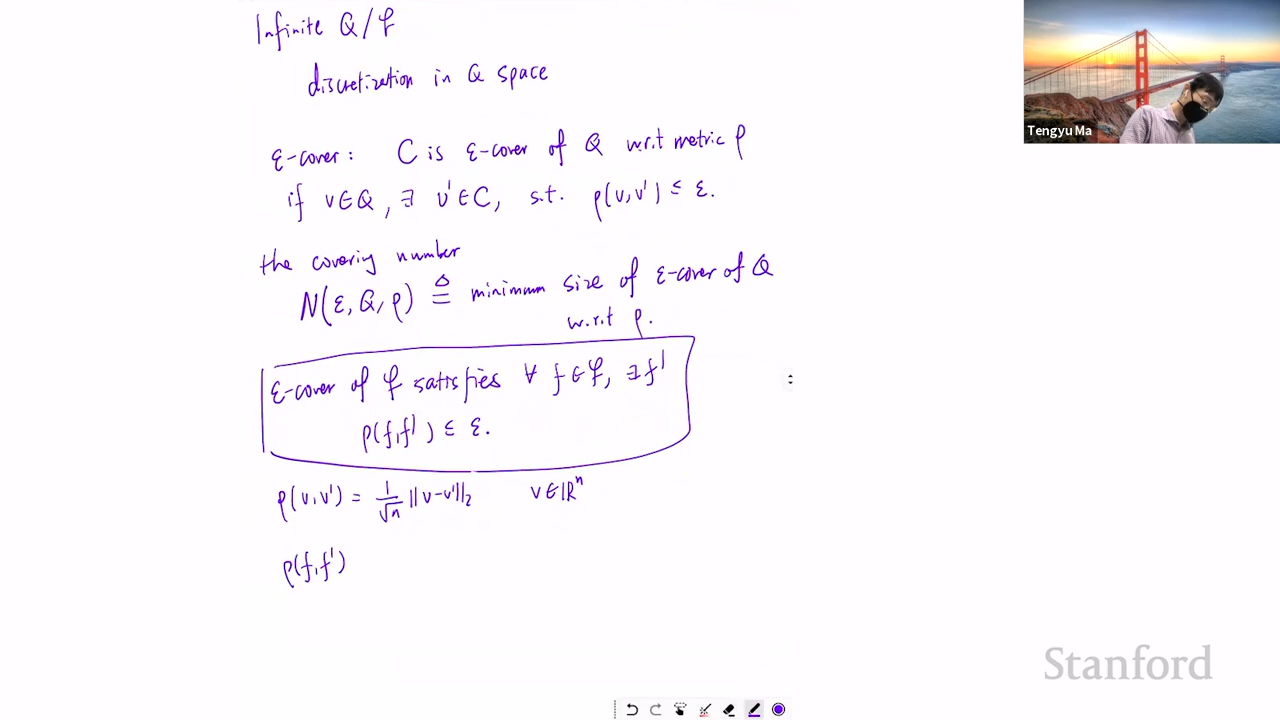 Infinite Q/F
discretization in Q space
ε-cover: C is ε-cover of Q w.r.t metric ρ
if v∈Q, ∃ v'∈C, s.t. ρ(v,v') ≤ ε.
the covering number
N(ε,Q,ρ) ≜ minimum size of ε-cover of Q
w.r.t ρ.
ε-cover of F satisfies ∀ f∈F, ∃f'
ρ(f,f') ≤ ε.
ρ(v,v') = 1/√n ||v-v'||₂ v∈ℝⁿ
ρ(f,f')
Tengyu Ma
Stanford